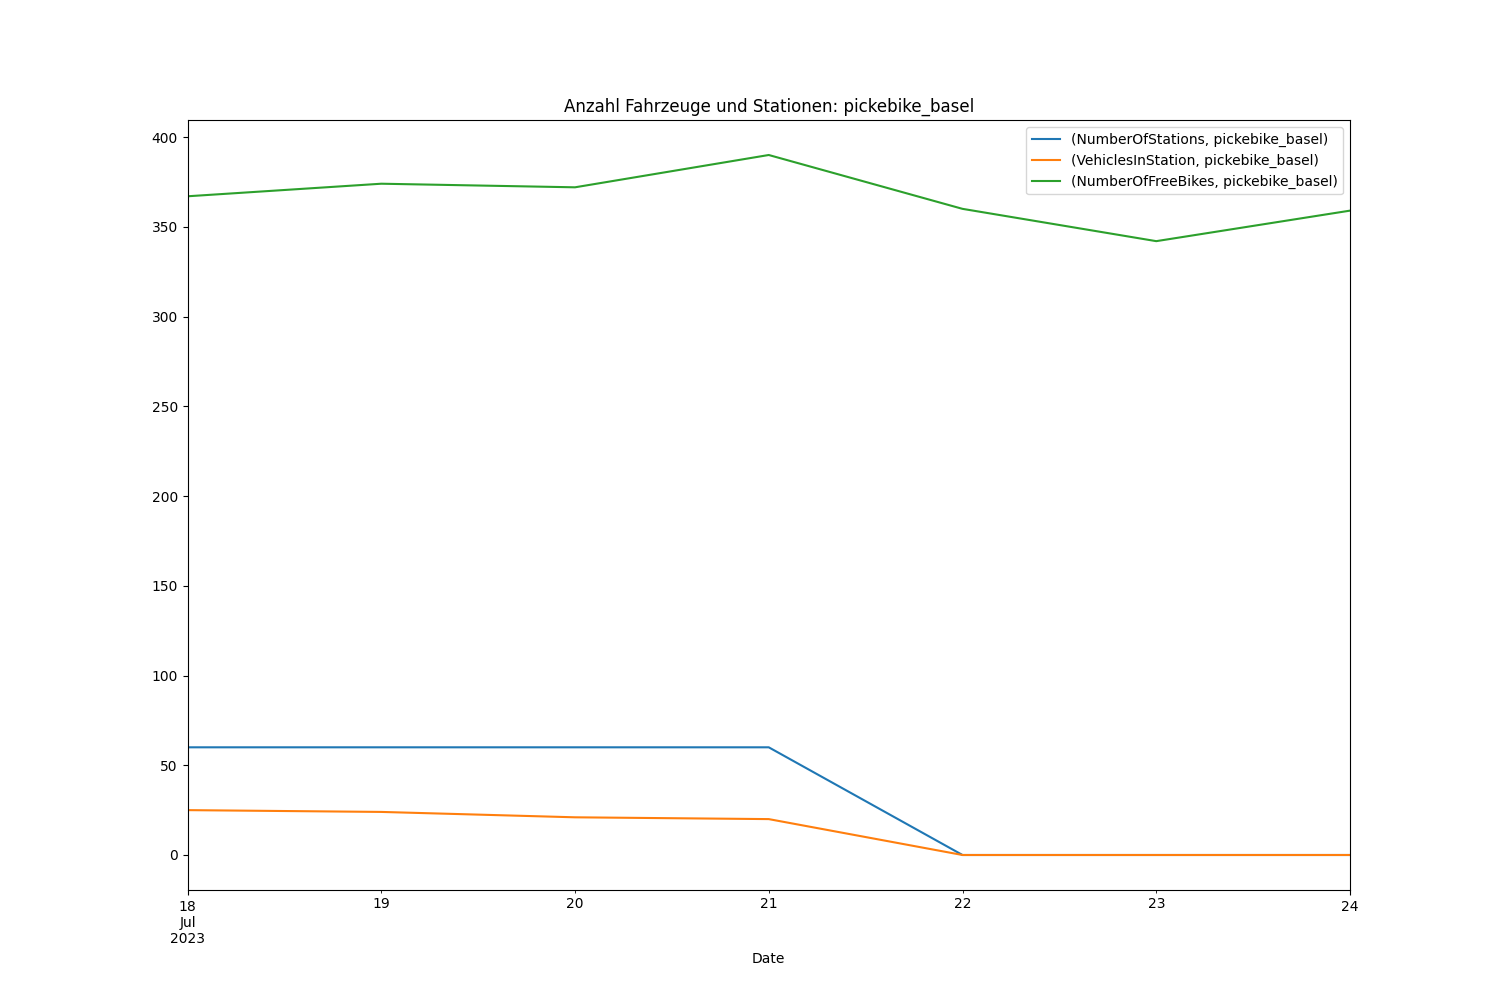 Anzahl Fahrzeuge und Stationen: pickebike_basel
(NumberOfStations, pickebike_basel)
(VehiclesInStation, pickebike_basel)
(NumberOfFreeBikes, pickebike_basel)
400
350
300
250
200
150
100
50
0
18 19 20 21 22 23 24
Jul
2023
Date